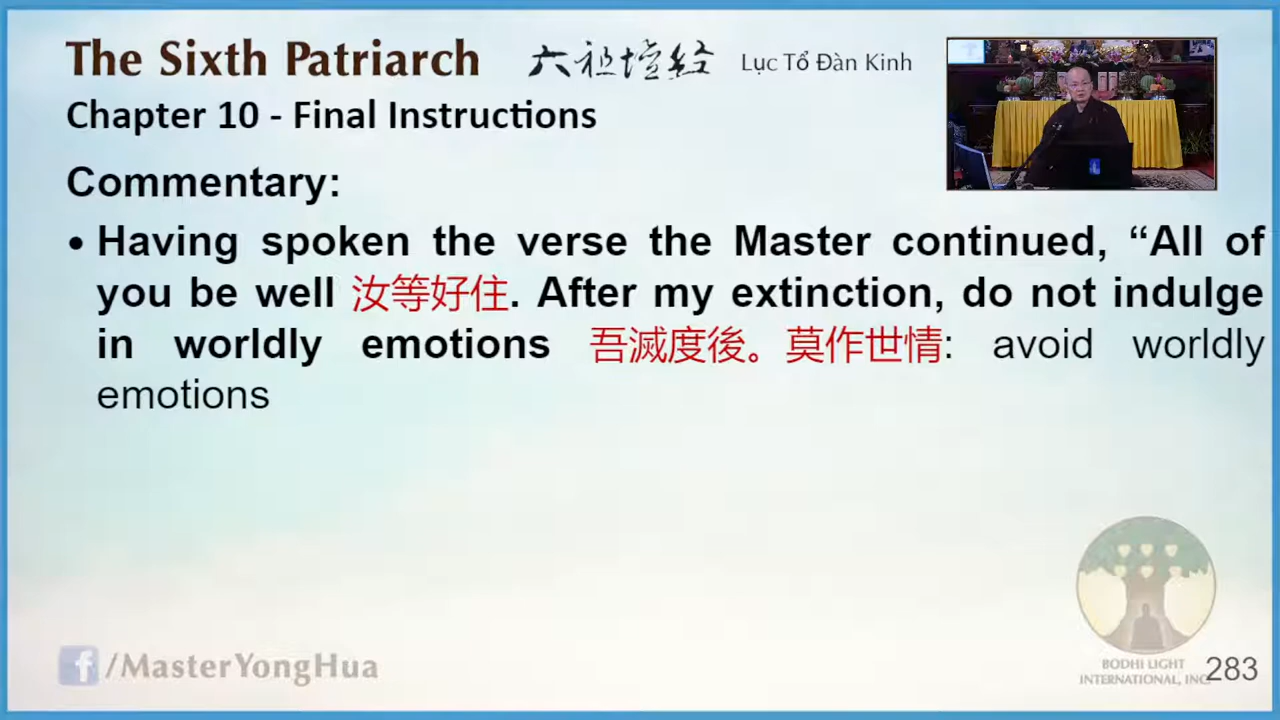 The Sixth Patriarch 六祖壇經 Lục Tổ Đàn Kinh
Chapter 10 - Final Instructions
Commentary:
• Having spoken the verse the Master continued, “All of
you be well 汝等好住. After my extinction, do not indulge
in worldly emotions 吾滅度後。莫作世情: avoid worldly
emotions
f/MasterYongHua
BODHI LIGHT
INTERNATIONAL, INC.
283